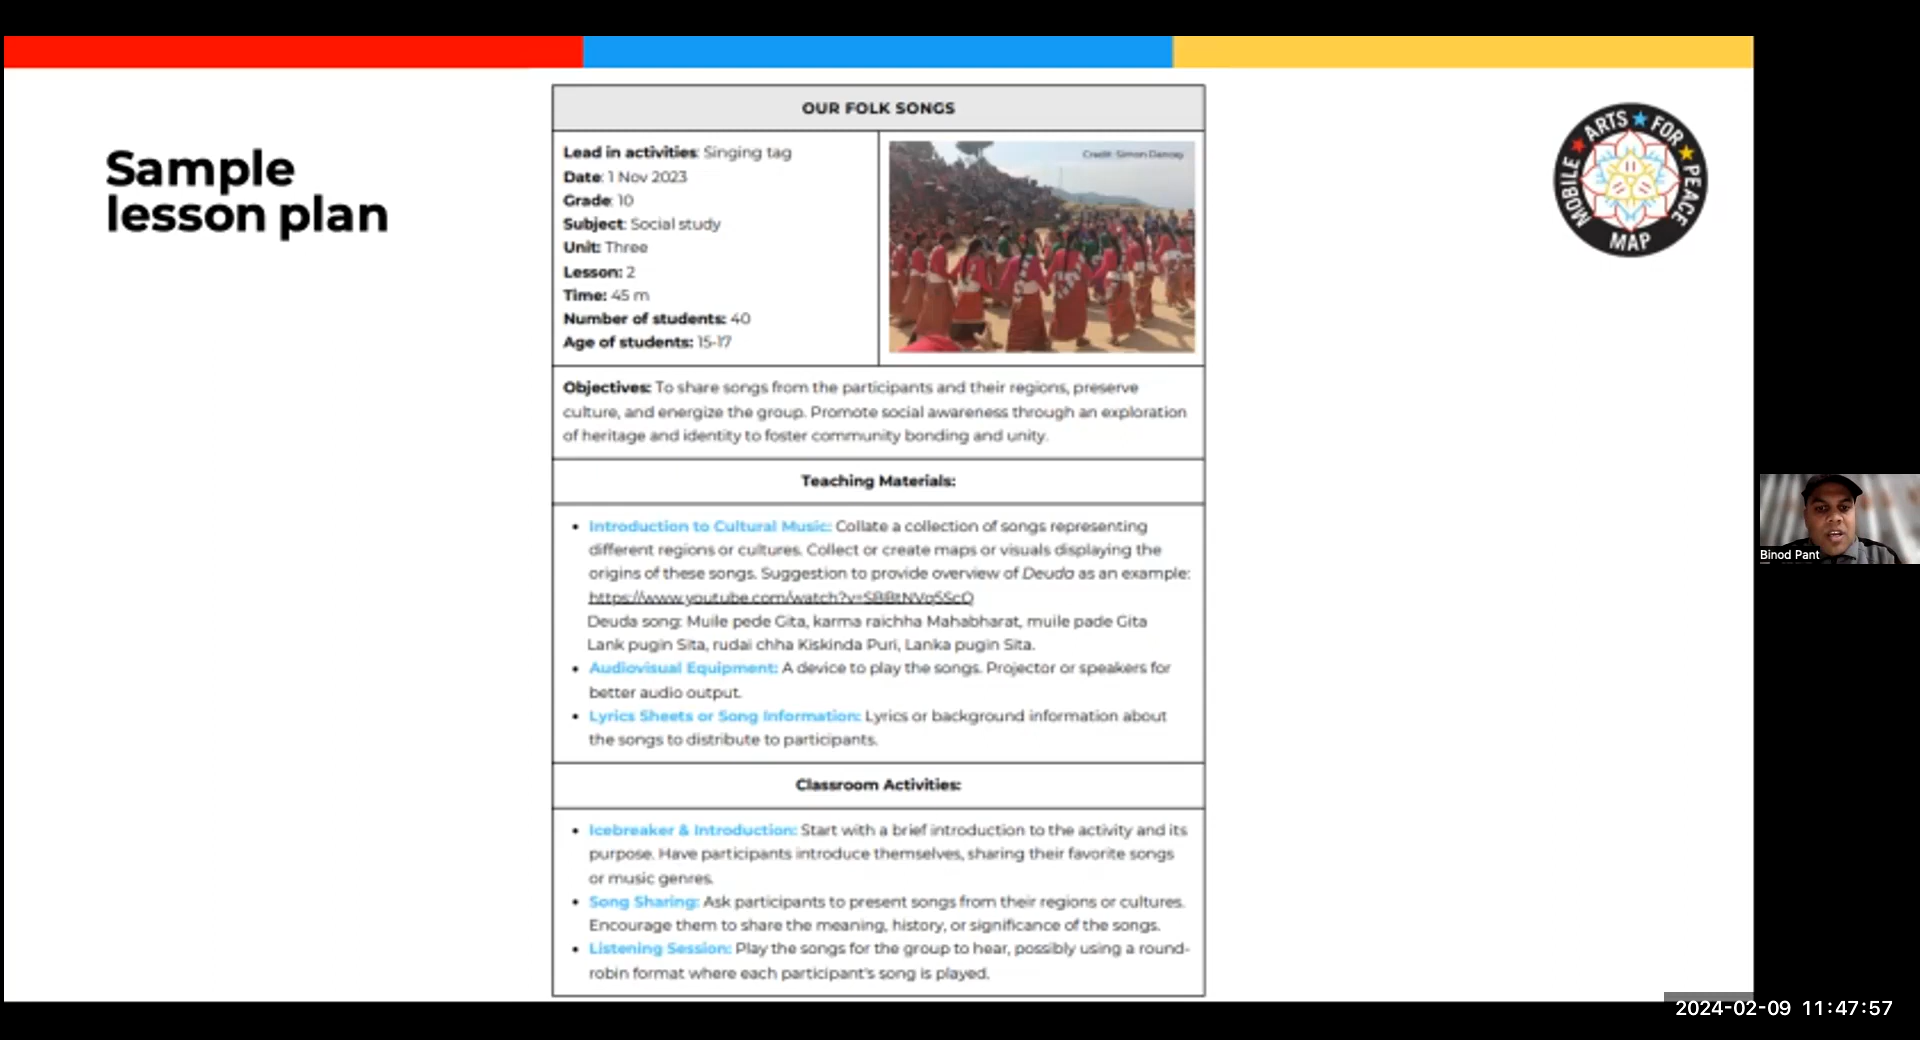 Sample
lesson plan
OUR FOLK SONGS
Lead in activities: Singing tag
Date: 1 Nov 2023
Grade: 10
Subject: Social study
Unit: Three
Lesson: 2
Time: 45 m
Number of students: 40
Age of students: 15-17
Credit: Simon Dancey
MOBILE ★ ARTS ★ FOR ★ PEACE
MAP
Objectives: To share songs from the participants and their regions, preserve
culture, and energize the group. Promote social awareness through an exploration
of heritage and identity to foster community bonding and unity.
Teaching Materials:
• Introduction to Cultural Music: Collate a collection of songs representing
different regions or cultures. Collect or create maps or visuals displaying the
origins of these songs. Suggestion to provide overview of Deuda as an example:
https://www.youtube.com/watch?v=
Deuda song: Muile pede Gita, karma raichha Mahabharat, muile pade Gita
Lank pugin Sita, rudai chha Kiskinda Puri, Lanka pugin Sita.
• Audiovisual Equipment: A device to play the songs. Projector or speakers for
better audio output.
• Lyrics Sheets or Song Information: Lyrics or background information about
the songs to distribute to participants.
Classroom Activities:
• Icebreaker & Introduction: Start with a brief introduction to the activity and its
purpose. Have participants introduce themselves, sharing their favorite songs
or music genres.
• Song Sharing: Ask participants to present songs from their regions or cultures.
Encourage them to share the meaning, history, or significance of the songs.
• Listening Session: Play the songs for the group to hear, possibly using a round-
robin format where each participant's song is played.
Binod Pant
2024-02-09 11:47:57